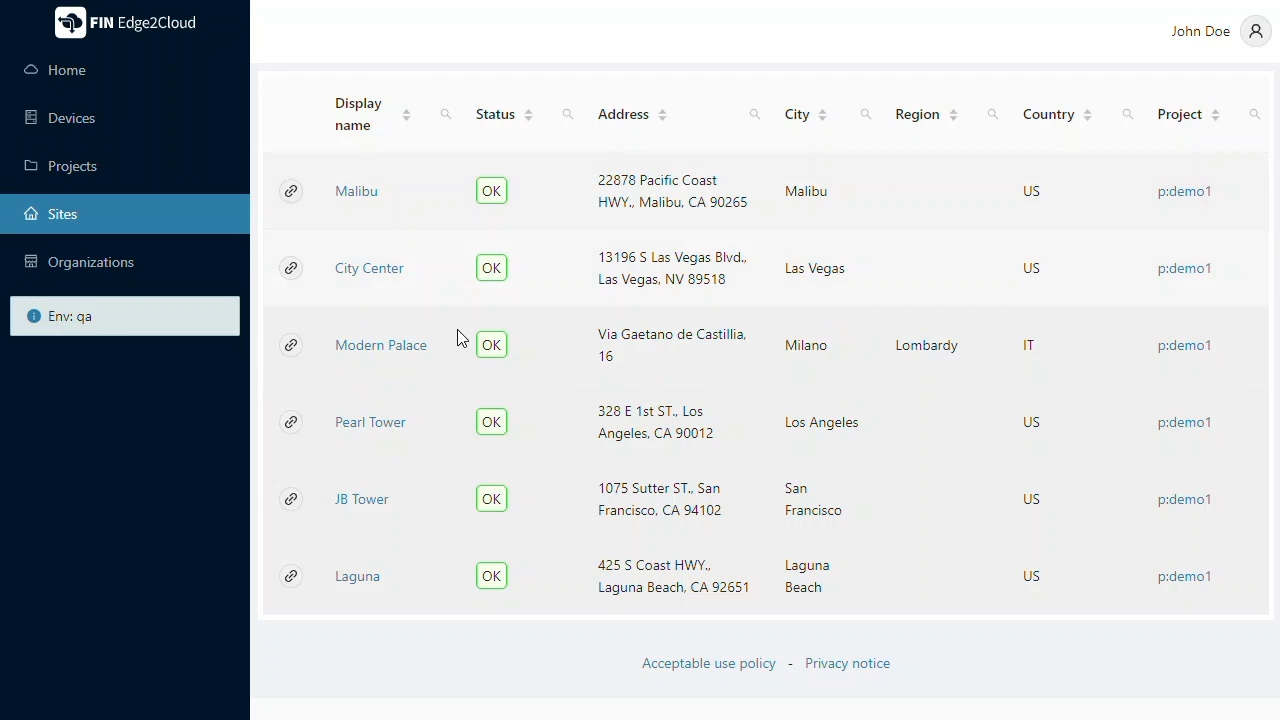 FIN Edge2Cloud
John Doe
Home
Devices
Projects
Sites
Organizations
Env: qa
Display
name
Status
Address
City
Region
Country
Project
Malibu
OK
22878 Pacific Coast
HWY., Malibu, CA 90265
Malibu
US
p:demo1
City Center
OK
13196 S Las Vegas Blvd.,
Las Vegas, NV 89518
Las Vegas
US
p:demo1
Modern Palace
OK
Via Gaetano de Castillia,
16
Milano
Lombardy
IT
p:demo1
Pearl Tower
OK
328 E 1st ST., Los
Angeles, CA 90012
Los Angeles
US
p:demo1
JB Tower
OK
1075 Sutter ST., San
Francisco, CA 94102
San
Francisco
US
p:demo1
Laguna
OK
425 S Coast HWY.,
Laguna Beach, CA 92651
Laguna
Beach
US
p:demo1
Acceptable use policy - Privacy notice